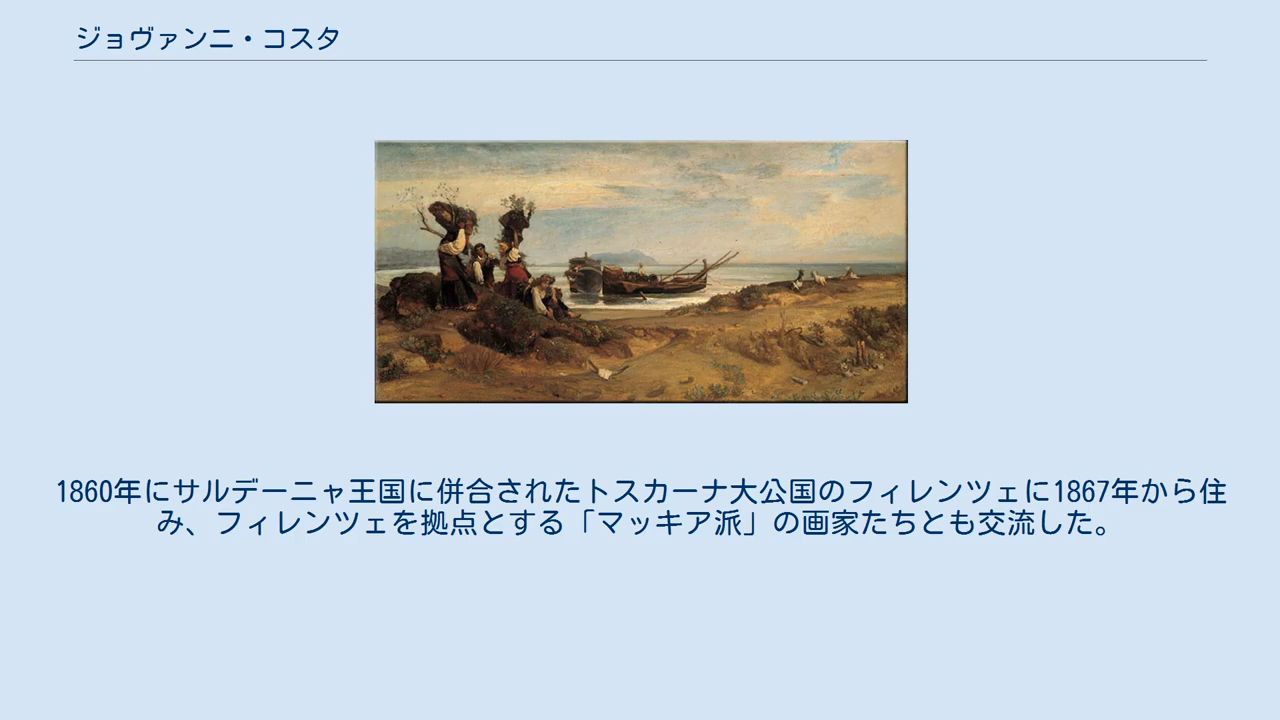 ジョヴァンニ・コスタ
1860年にサルデーニャ王国に併合されたトスカーナ大公国のフィレンツェに1867年から住
み、フィレンツェを拠点とする「マッキア派」の画家たちとも交流した。